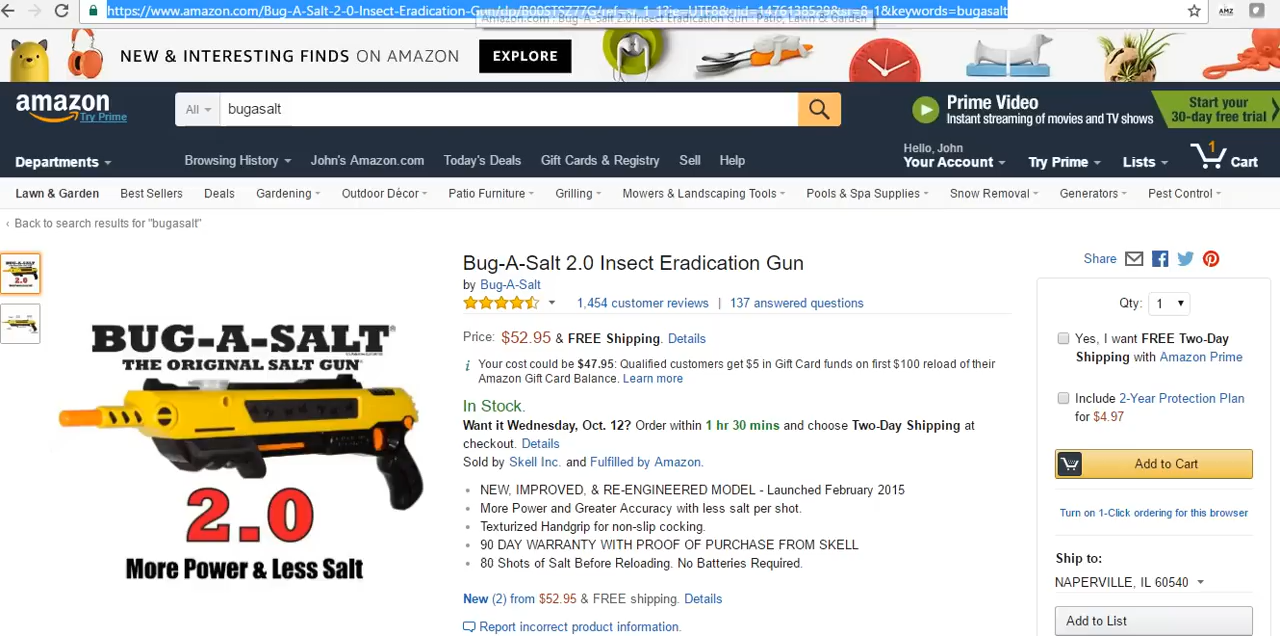 https://www.amazon.com/Bug-A-Salt-2-0-Insect-Eradication-Gun/dp/B00STSZ77G/ref=sr_1_1?ie=UTF8&qid=1476138529&sr=8-1&keywords=bugasalt
Amazon.com : Bug-A-Salt 2.0 Insect Eradication Gun : Patio, Lawn & Garden
AMZ
NEW & INTERESTING FINDS ON AMAZON
EXPLORE
amazon
Try Prime
All
bugasalt
Prime Video
Instant streaming of movies and TV shows
Start your
30-day free trial
Departments
Browsing History
John's Amazon.com
Today's Deals
Gift Cards & Registry
Sell
Help
Hello, John
Your Account
Try Prime
Lists
1
Cart
Lawn & Garden
Best Sellers
Deals
Gardening
Outdoor Décor
Patio Furniture
Grilling
Mowers & Landscaping Tools
Pools & Spa Supplies
Snow Removal
Generators
Pest Control
‹ Back to search results for "bugasalt"
BUG-A-SALT®
THE ORIGINAL SALT GUN
2.0
More Power & Less Salt
Bug-A-Salt 2.0 Insect Eradication Gun
by Bug-A-Salt
1,454 customer reviews | 137 answered questions
Price: $52.95 & FREE Shipping. Details
Your cost could be $47.95: Qualified customers get $5 in Gift Card funds on first $100 reload of their
Amazon Gift Card Balance. Learn more
In Stock.
Want it Wednesday, Oct. 12? Order within 1 hr 30 mins and choose Two-Day Shipping at
checkout. Details
Sold by Skell Inc. and Fulfilled by Amazon.
• NEW, IMPROVED, & RE-ENGINEERED MODEL - Launched February 2015
• More Power and Greater Accuracy with less salt per shot.
• Texturized Handgrip for non-slip cocking.
• 90 DAY WARRANTY WITH PROOF OF PURCHASE FROM SKELL
• 80 Shots of Salt Before Reloading. No Batteries Required.
New (2) from $52.95 & FREE shipping. Details
Report incorrect product information.
Share
Qty: 1
Yes, I want FREE Two-Day
Shipping with Amazon Prime
Include 2-Year Protection Plan
for $4.97
Add to Cart
Turn on 1-Click ordering for this browser
Ship to:
NAPERVILLE, IL 60540
Add to List